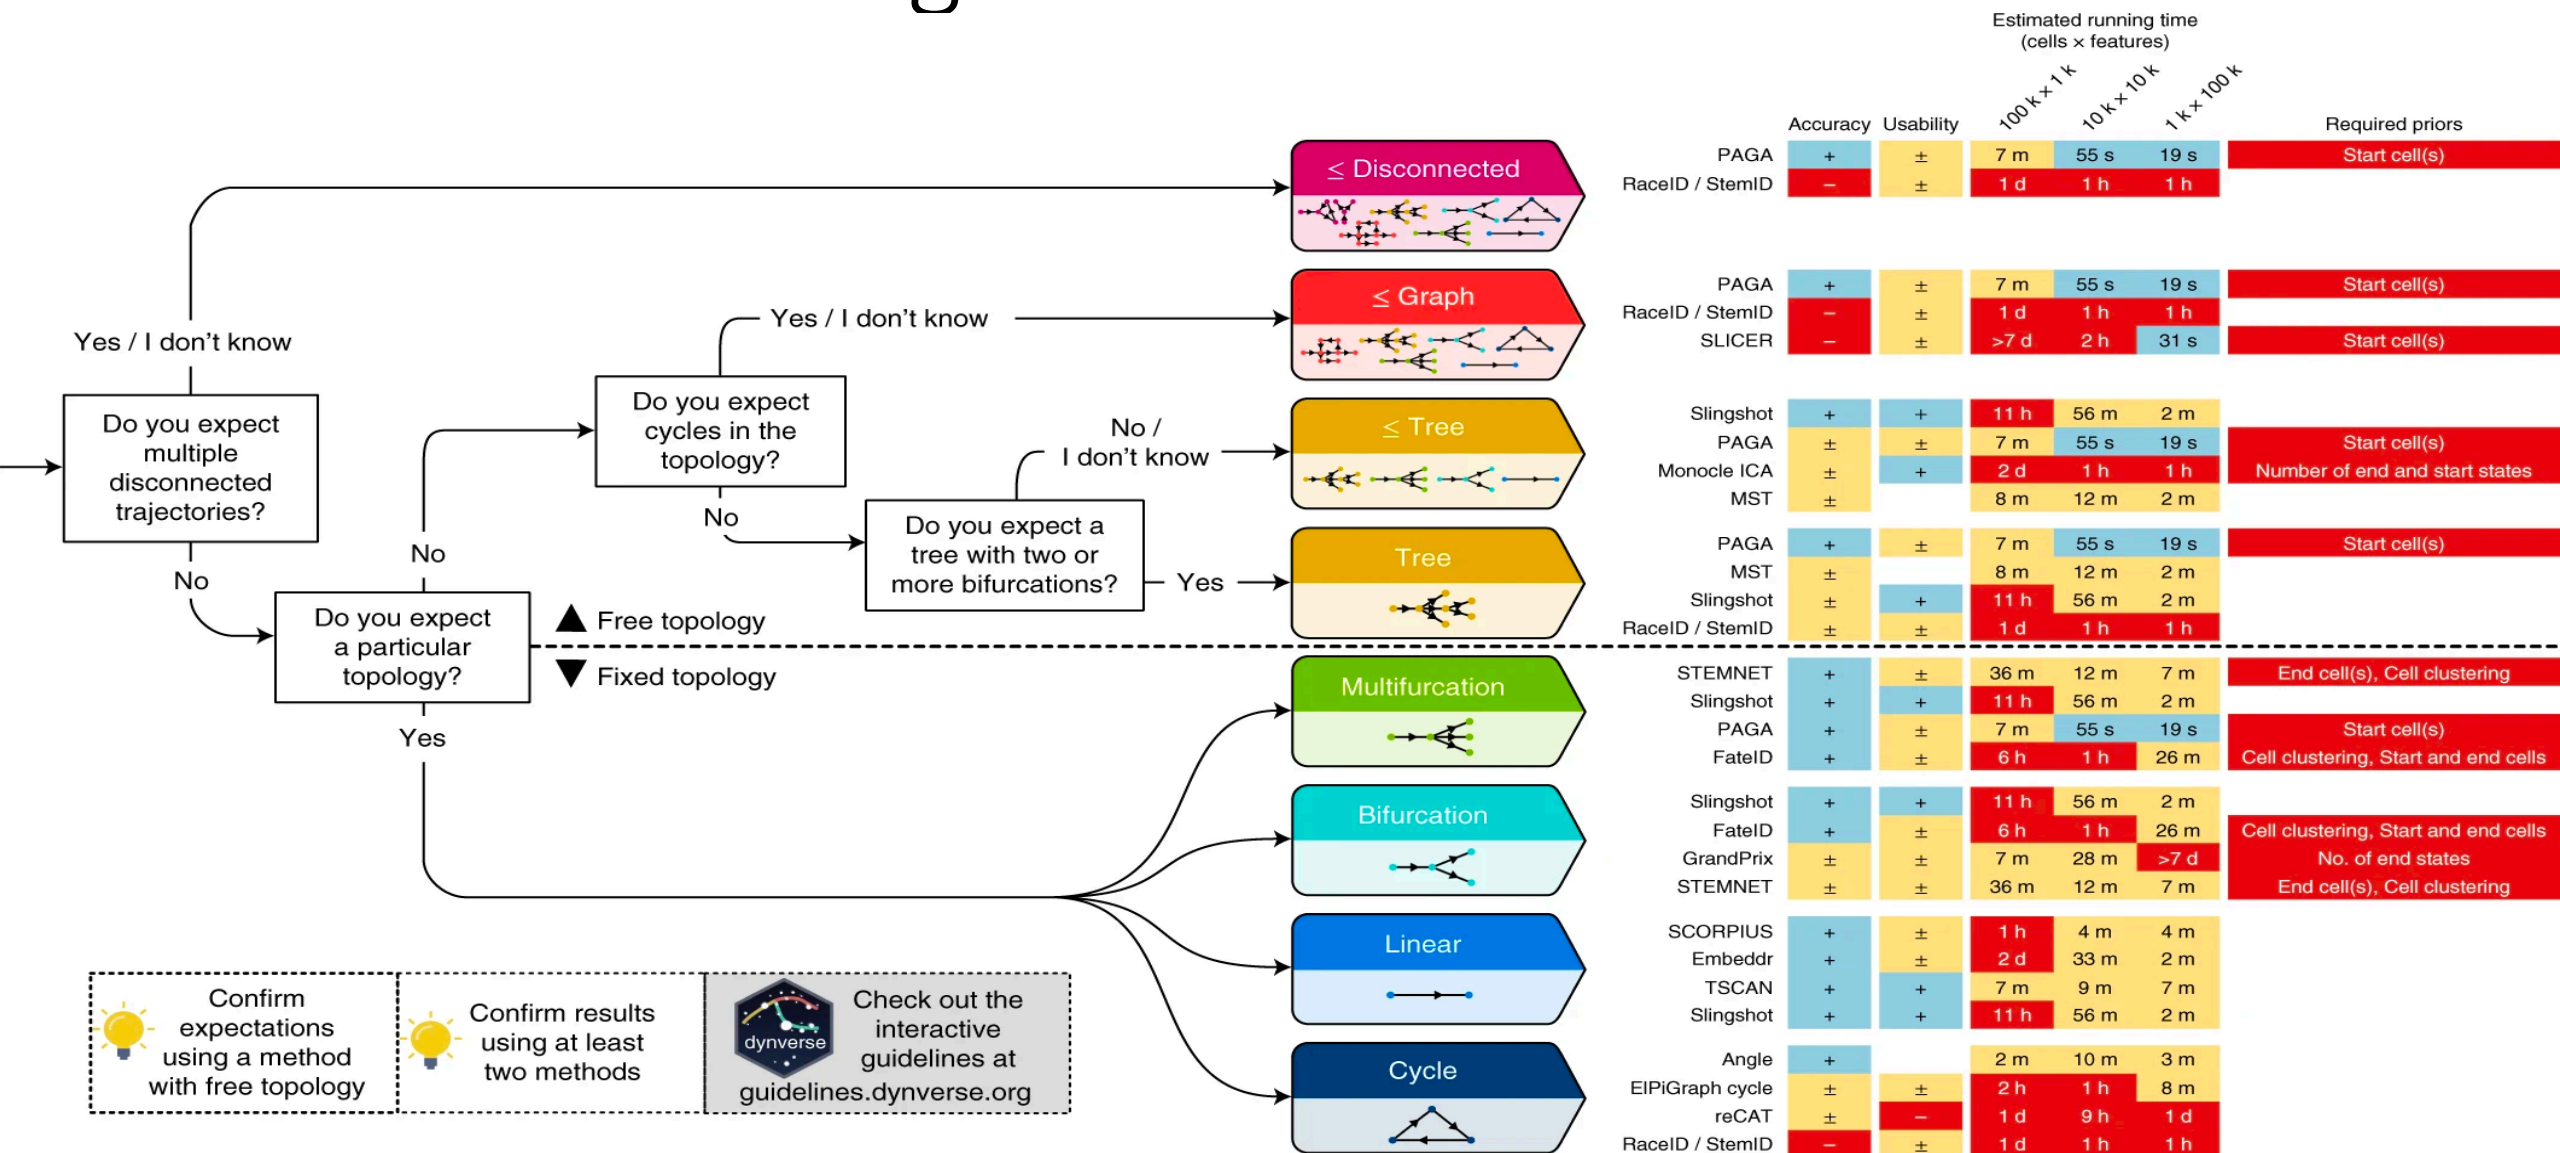 g
Estimated running time
(cells × features)
Accuracy Usability 100 k × 1 k 10 k × 10 k 1 k × 100 k Required priors
≤ Disconnected
PAGA + ± 7 m 55 s 19 s Start cell(s)
RaceID / StemID – ± 1 d 1 h 1 h
≤ Graph
PAGA + ± 7 m 55 s 19 s Start cell(s)
RaceID / StemID – ± 1 d 1 h 1 h
SLICER – ± >7 d 2 h 31 s Start cell(s)
≤ Tree
Slingshot + + 11 h 56 m 2 m
PAGA ± ± 7 m 55 s 19 s Start cell(s)
Monocle ICA ± + 2 d 1 h 1 h Number of end and start states
MST ± 8 m 12 m 2 m
Tree
PAGA + ± 7 m 55 s 19 s Start cell(s)
MST ± 8 m 12 m 2 m
Slingshot ± + 11 h 56 m 2 m
RaceID / StemID ± ± 1 d 1 h 1 h
Multifurcation
STEMNET + ± 36 m 12 m 7 m End cell(s), Cell clustering
Slingshot + + 11 h 56 m 2 m
PAGA + ± 7 m 55 s 19 s Start cell(s)
FateID + ± 6 h 1 h 26 m Cell clustering, Start and end cells
Bifurcation
Slingshot + + 11 h 56 m 2 m
FateID + ± 6 h 1 h 26 m Cell clustering, Start and end cells
GrandPrix ± ± 7 m 28 m >7 d No. of end states
STEMNET ± ± 36 m 12 m 7 m End cell(s), Cell clustering
Linear
SCORPIUS + ± 1 h 4 m 4 m
Embeddr + ± 2 d 33 m 2 m
TSCAN + + 7 m 9 m 7 m
Slingshot + + 11 h 56 m 2 m
Cycle
Angle + 2 m 10 m 3 m
ElPiGraph cycle ± ± 2 h 1 h 8 m
reCAT ± – 1 d 9 h 1 d
RaceID / StemID – ± 1 d 1 h 1 h
Yes / I don't know
Do you expect
multiple
disconnected
trajectories?
No
Do you expect
a particular
topology?
No
Yes
Do you expect
cycles in the
topology?
Yes / I don't know
No
Do you expect a
tree with two or
more bifurcations?
No /
I don't know
Yes
▲ Free topology
▼ Fixed topology
Confirm
expectations
using a method
with free topology
Confirm results
using at least
two methods
dynverse
Check out the
interactive
guidelines at
guidelines.dynverse.org